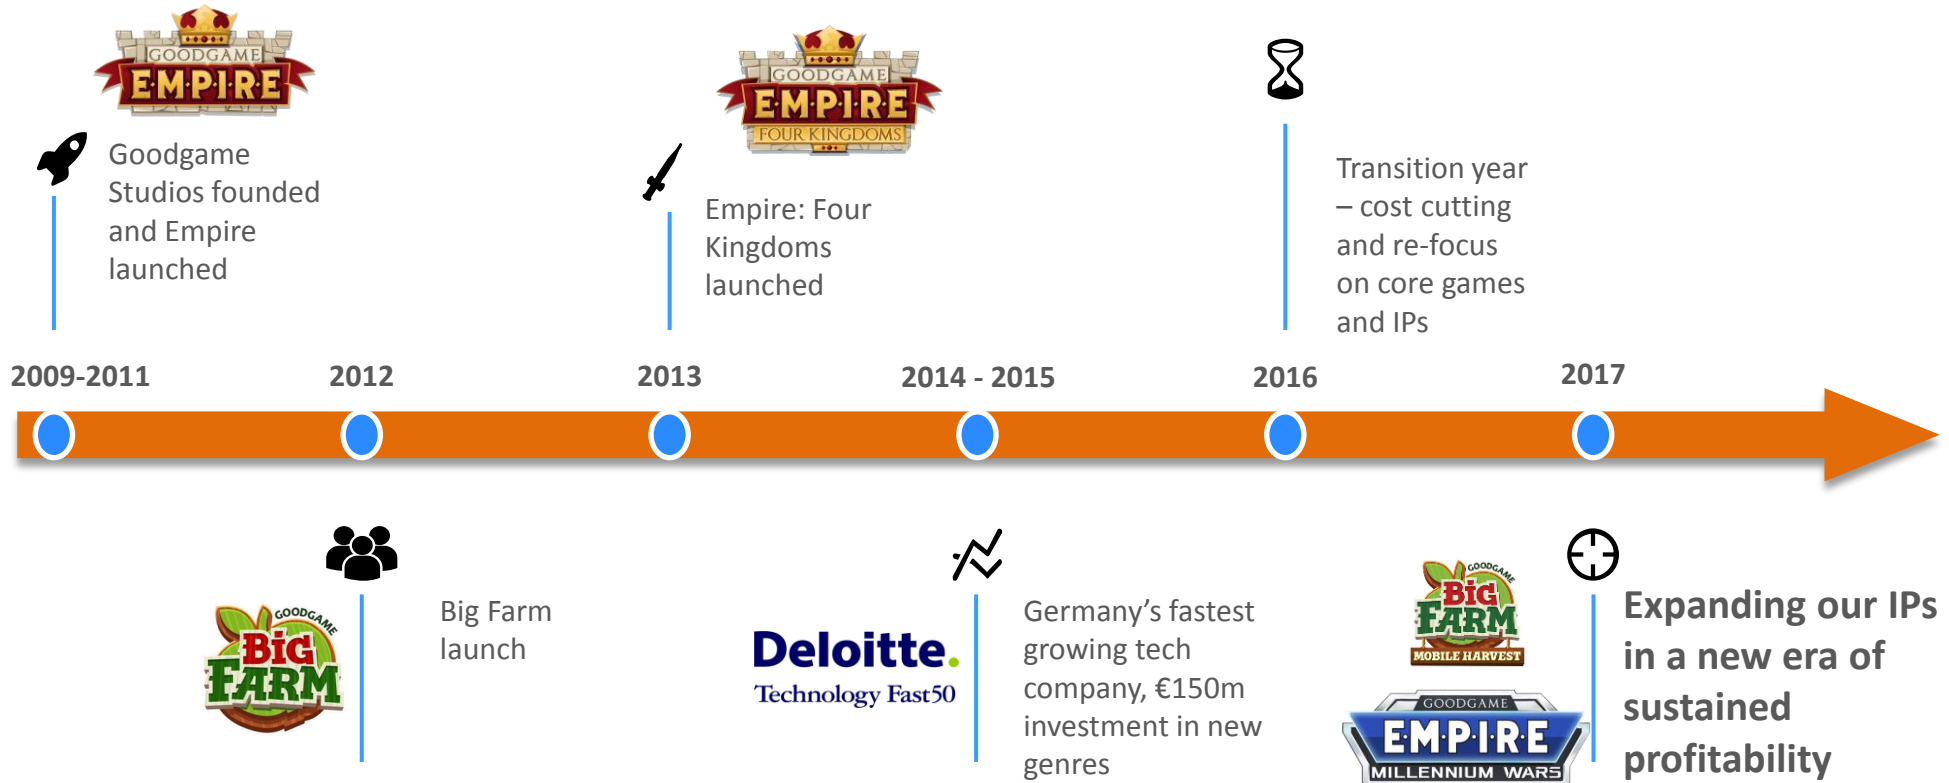 GOODGAME
EMPIRE
Goodgame
Studios founded
and Empire
launched
GOODGAME
EMPIRE
FOUR KINGDOMS
Empire: Four
Kingdoms
launched
Transition year
– cost cutting
and re-focus
on core games
and IPs
2009-2011
2012
2013
2014 - 2015
2016
2017
GOODGAME
BIG
FARM
Big Farm
launch
Deloitte.
Technology Fast50
Germany’s fastest
growing tech
company, €150m
investment in new
genres
GOODGAME
BIG
FARM
MOBILE HARVEST
GOODGAME
EMPIRE
MILLENNIUM WARS
Expanding our IPs
in a new era of
sustained
profitability